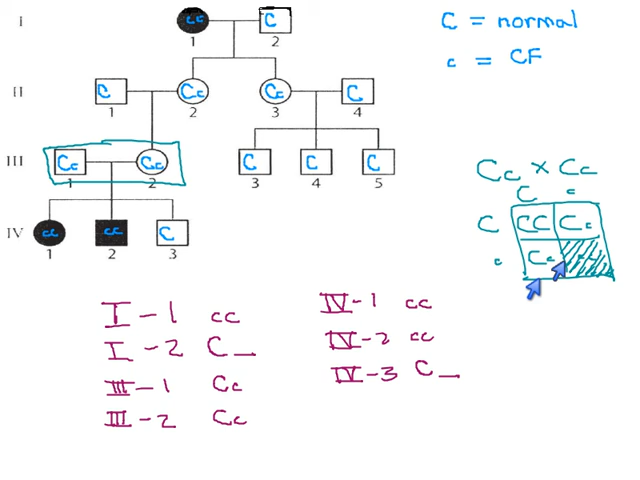 I
cc
C
1
2
C = normal
c = CF
II
C
Cc
Cc
C
1
2
3
4
III
Cc
Cc
C
C
C
1
2
3
4
5
Cc × Cc
C c
C CC Cc
c Cc
IV
cc
cc
C
1
2
3
I - 1 cc
I - 2 C _
III - 1 Cc
III - 2 Cc
IV - 1 cc
IV - 2 cc
IV - 3 C _